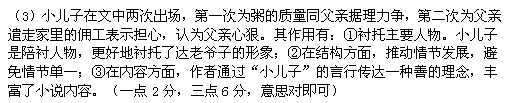 （3）小儿子在文中两次出场，第一次为粥的质量同父亲据理力争，第二次为父亲
遣走家里的佣工表示担心，认为父亲心狠。其作用有：①衬托主要人物。小儿子
是陪衬人物，更好地衬托了达老爷子的形象；②在结构方面，推动情节发展，避
免情节单一；③在内容方面，作者通过“小儿子”的言行传达一种善的理念，丰
富了小说内容。（一点 2分，三点6分，意思对即可）